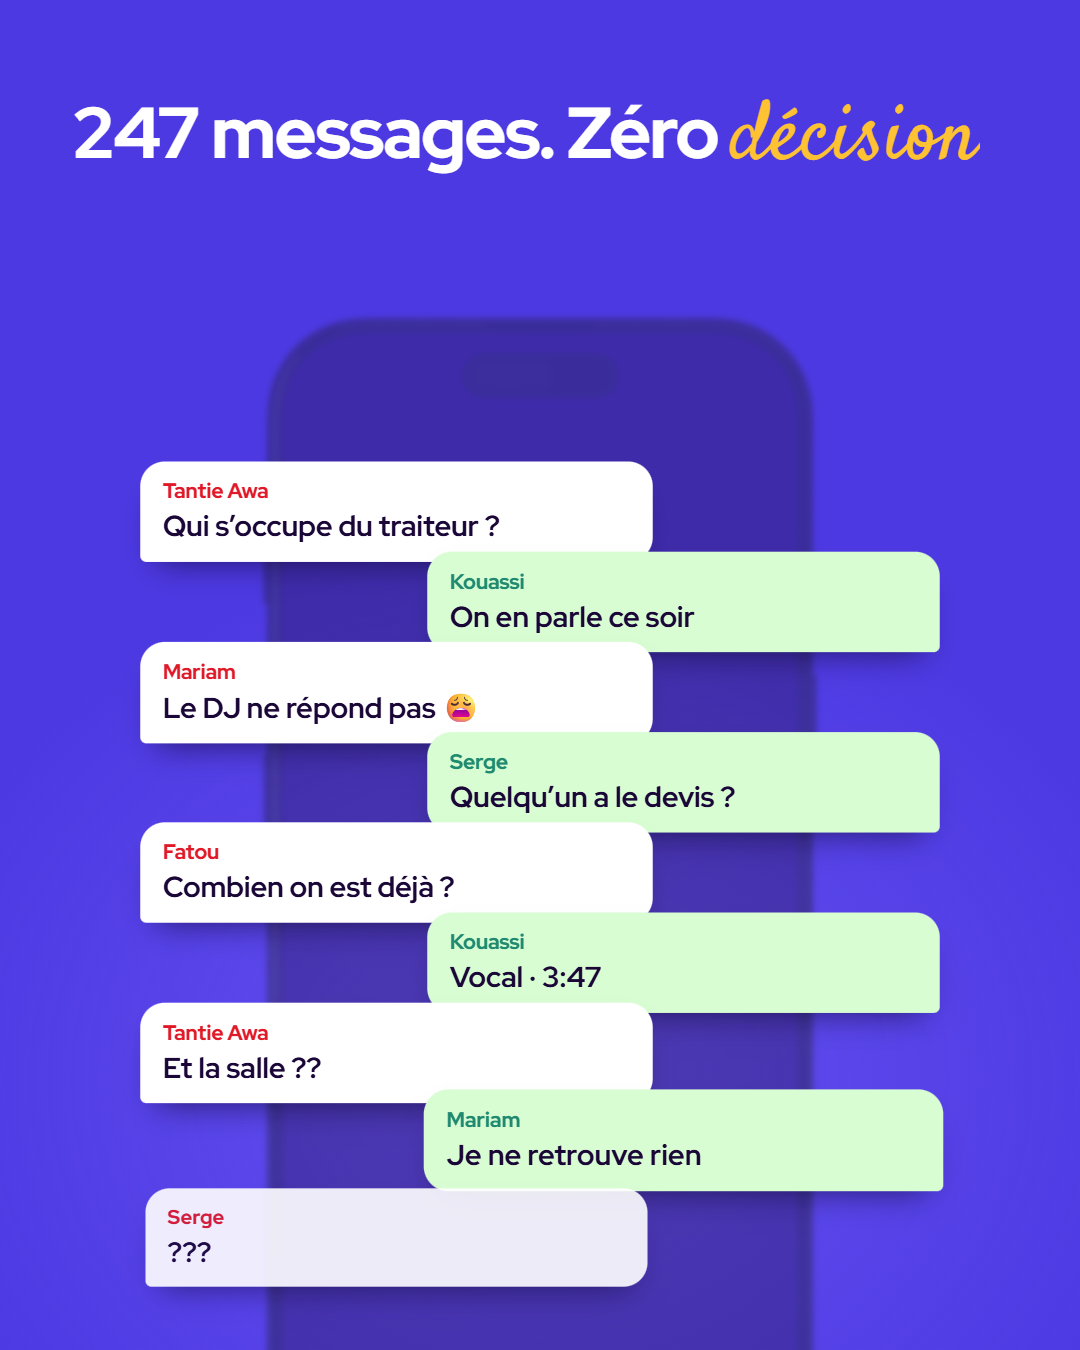 247 messages. Zéro décision
Tantie Awa
Qui s’occupe du traiteur ?
Kouassi
On en parle ce soir
Mariam
Le DJ ne répond pas 😩
Serge
Quelqu’un a le devis ?
Fatou
Combien on est déjà ?
Kouassi
Vocal · 3:47
Tantie Awa
Et la salle ??
Mariam
Je ne retrouve rien
Serge
???